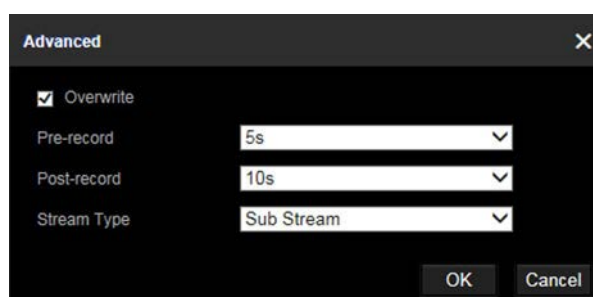 Advanced
Overwrite
Pre-record 5s
Post-record 10s
Stream Type Sub Stream
OK Cancel